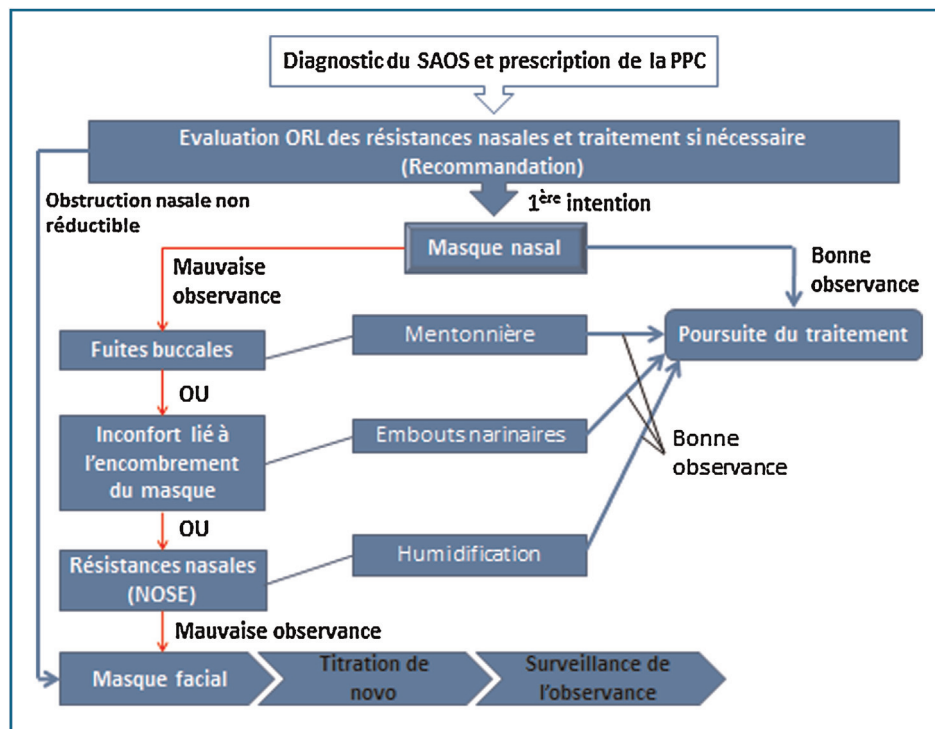 Diagnostic du SAOS et prescription de la PPC
Evaluation ORL des résistances nasales et traitement si nécessaire
(Recommandation)
Obstruction nasale non
réductible
1ère intention
Masque nasal
Mauvaise
observance
Bonne
observance
Fuites buccales
Mentonnière
Poursuite du traitement
OU
Inconfort lié à
l'encombrement
du masque
Embouts narinaires
Bonne
observance
OU
Résistances nasales
(NOSE)
Humidification
Mauvaise observance
Masque facial
Titration de
novo
Surveillance de
l'observance